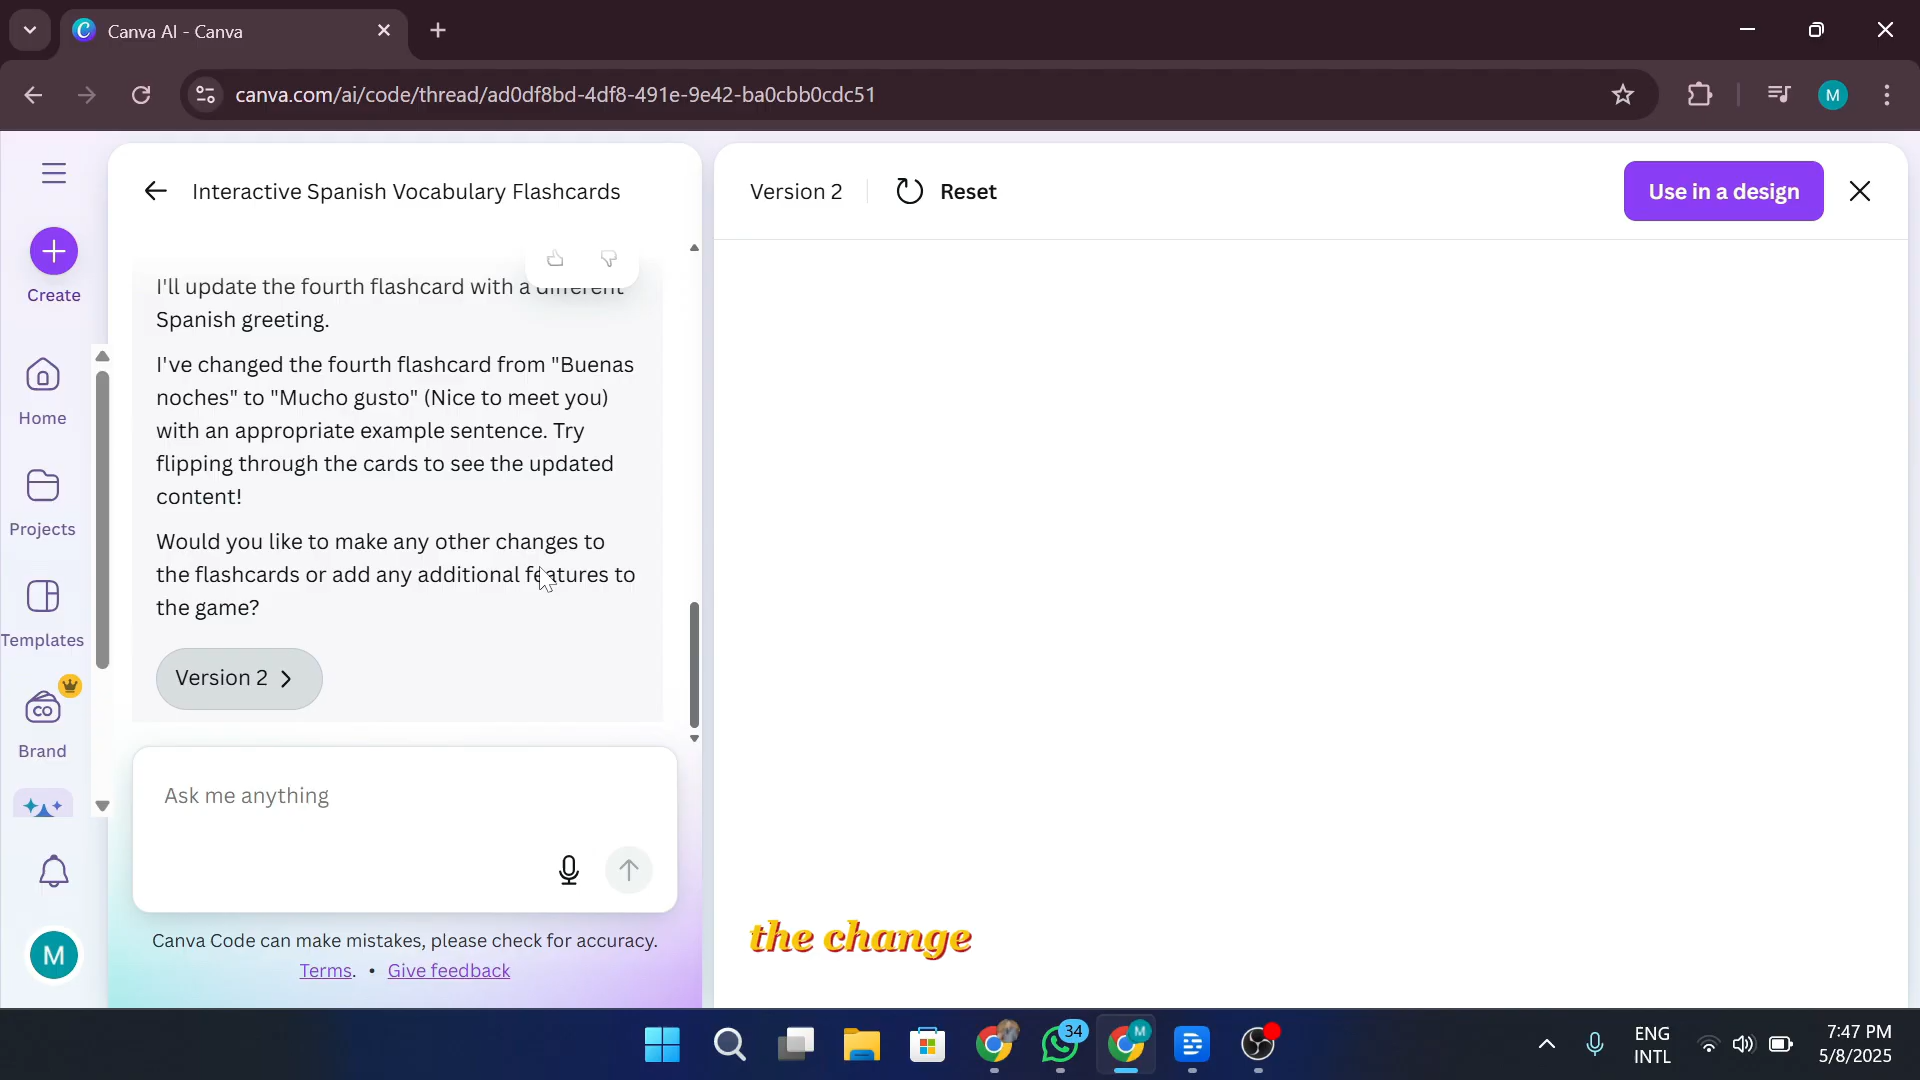 Canva AI - Canva
canva.com/ai/code/thread/ad0df8bd-4df8-491e-9e42-ba0cbb0cdc51
M
Interactive Spanish Vocabulary Flashcards
Version 2
Reset
Use in a design
Create
Home
Projects
Templates
CO
Brand
M
I'll update the fourth flashcard with a different
Spanish greeting.
I've changed the fourth flashcard from "Buenas
noches" to "Mucho gusto" (Nice to meet you)
with an appropriate example sentence. Try
flipping through the cards to see the updated
content!
Would you like to make any other changes to
the flashcards or add any additional features to
the game?
Version 2
Ask me anything
Canva Code can make mistakes, please check for accuracy.
Terms. • Give feedback
the change
34
M
ENG
INTL
7:47 PM
5/8/2025